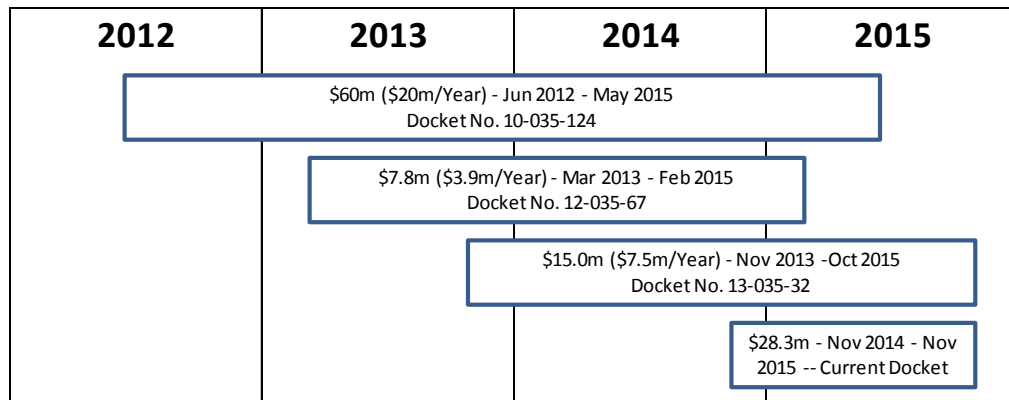 2012 2013 2014 2015
$60m ($20m/Year) - Jun 2012 - May 2015
Docket No. 10-035-124
$7.8m ($3.9m/Year) - Mar 2013 - Feb 2015
Docket No. 12-035-67
$15.0m ($7.5m/Year) - Nov 2013 -Oct 2015
Docket No. 13-035-32
$28.3m - Nov 2014 - Nov
2015 -- Current Docket